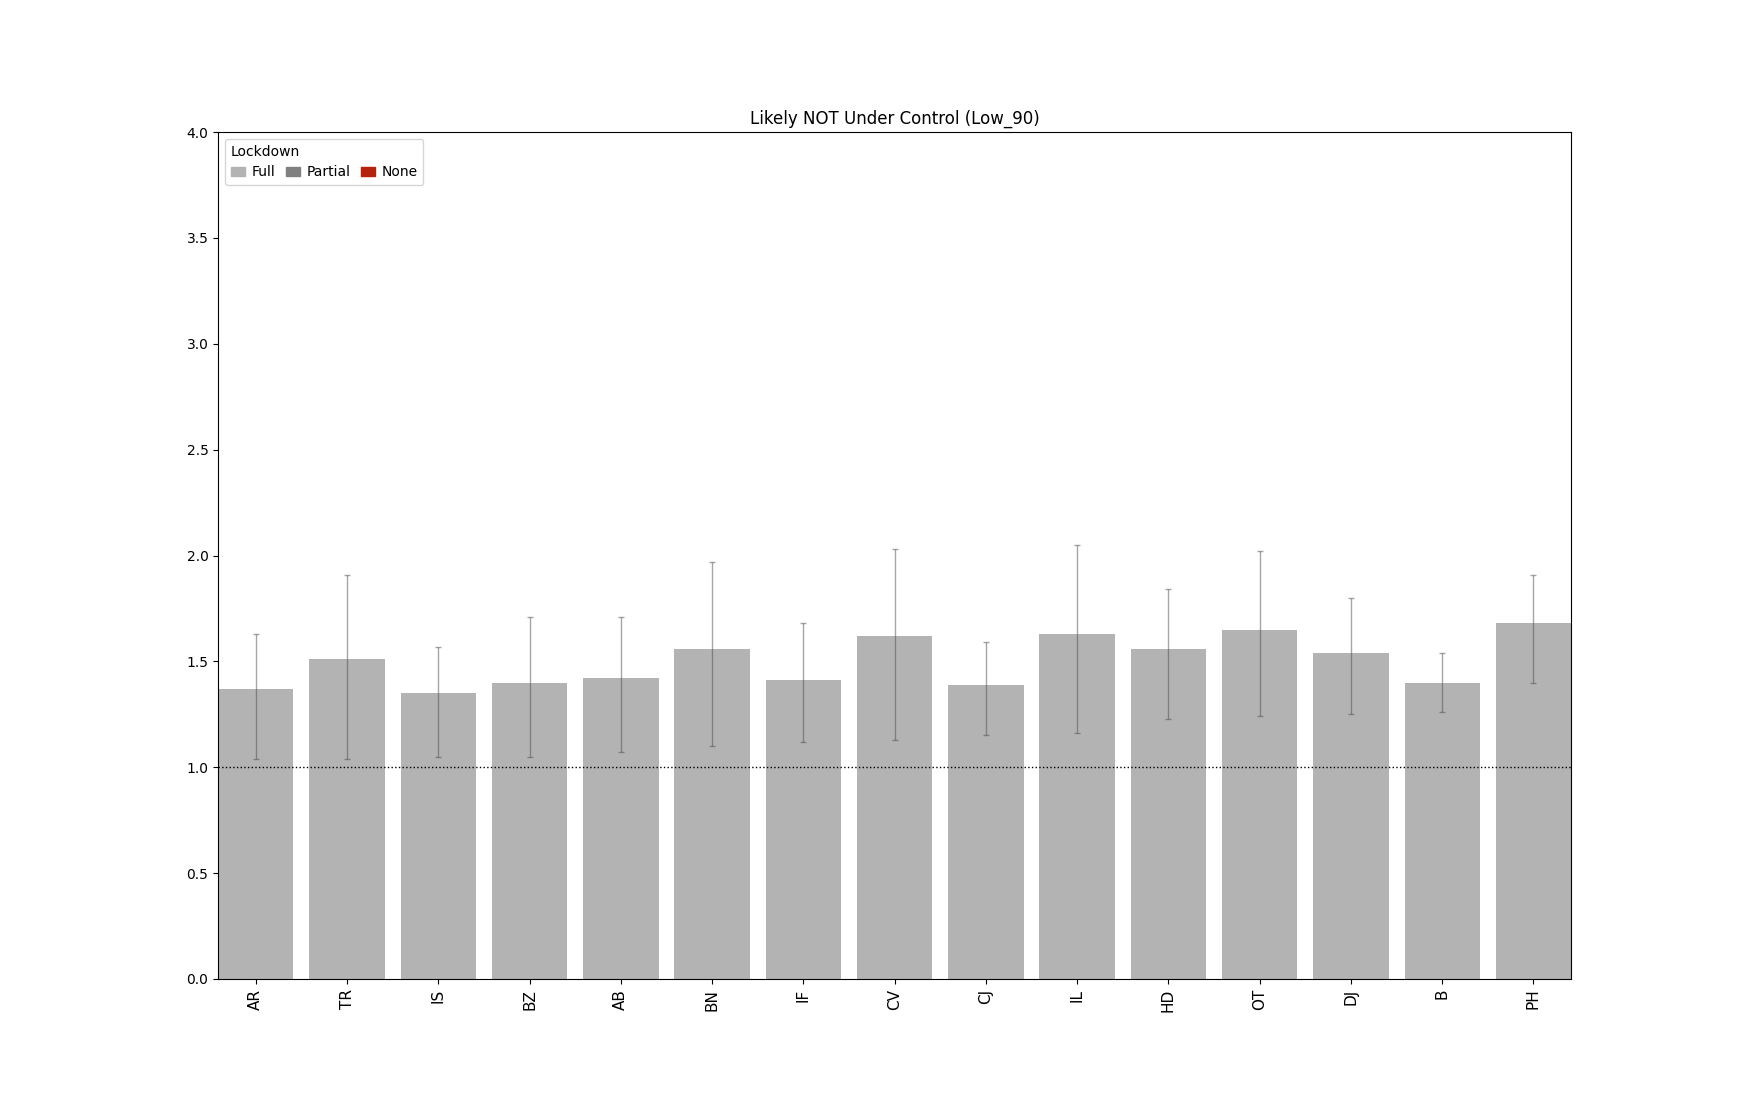 Likely NOT Under Control (Low_90)
4.0
Lockdown
Full Partial None
3.5
3.0
2.5
2.0
1.5
1.0
0.5
0.0
AR TR IS BZ AB BN IF CV CJ IL HD OT DJ B PH